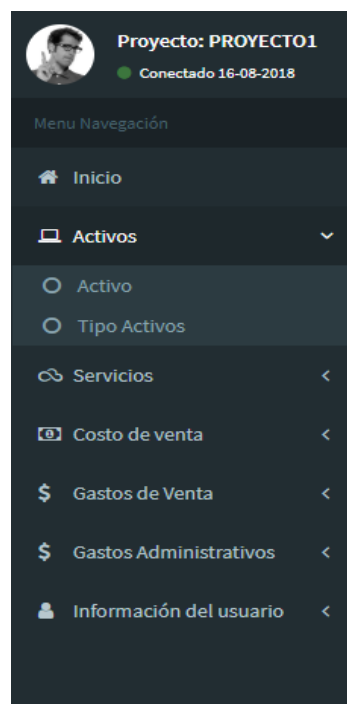 Proyecto: PROYECTO1
Conectado 16-08-2018
Menu Navegación
Inicio
Activos
Activo
Tipo Activos
Servicios
Costo de venta
$ Gastos de Venta
$ Gastos Administrativos
Información del usuario